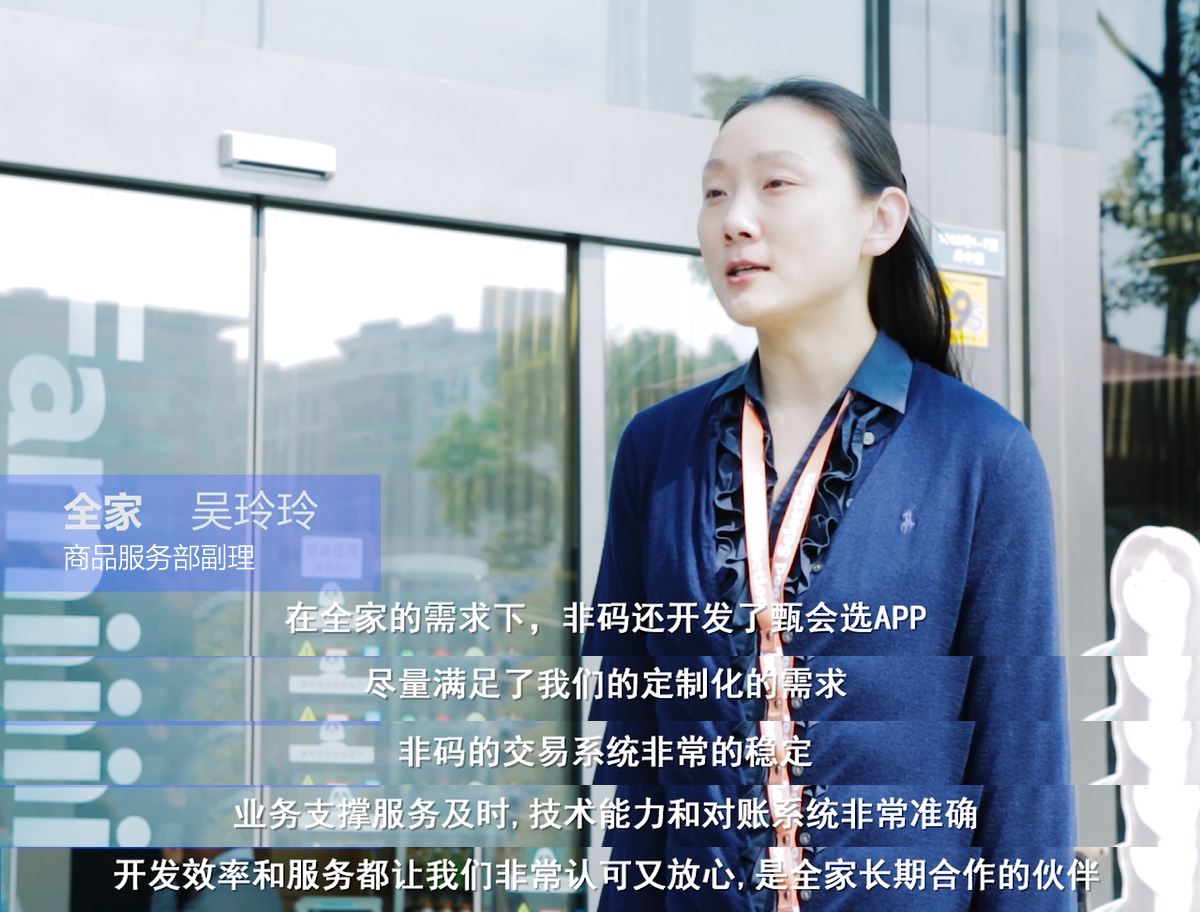 Fami
全家 吴玲玲
商品服务部副理
在全家的需求下，非码还开发了甄会选APP
尽量满足了我们的定制化的需求
非码的交易系统非常的稳定
业务支撑服务及时,技术能力和对账系统非常准确
开发效率和服务都让我们非常认可又放心,是全家长期合作的伙伴